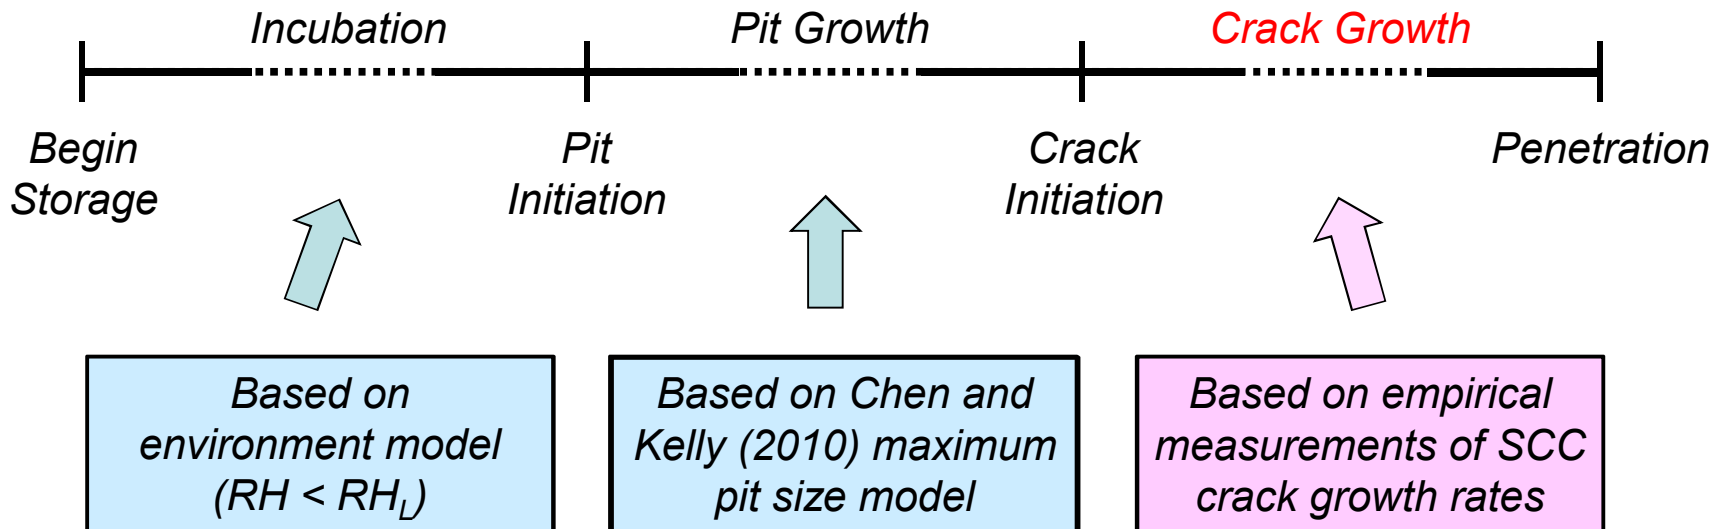 Incubation
Pit Growth
Crack Growth
Begin
Storage
Pit
Initiation
Crack
Initiation
Penetration
Based on
environment model
(RH < RH_L)
Based on Chen and
Kelly (2010) maximum
pit size model
Based on empirical
measurements of SCC
crack growth rates